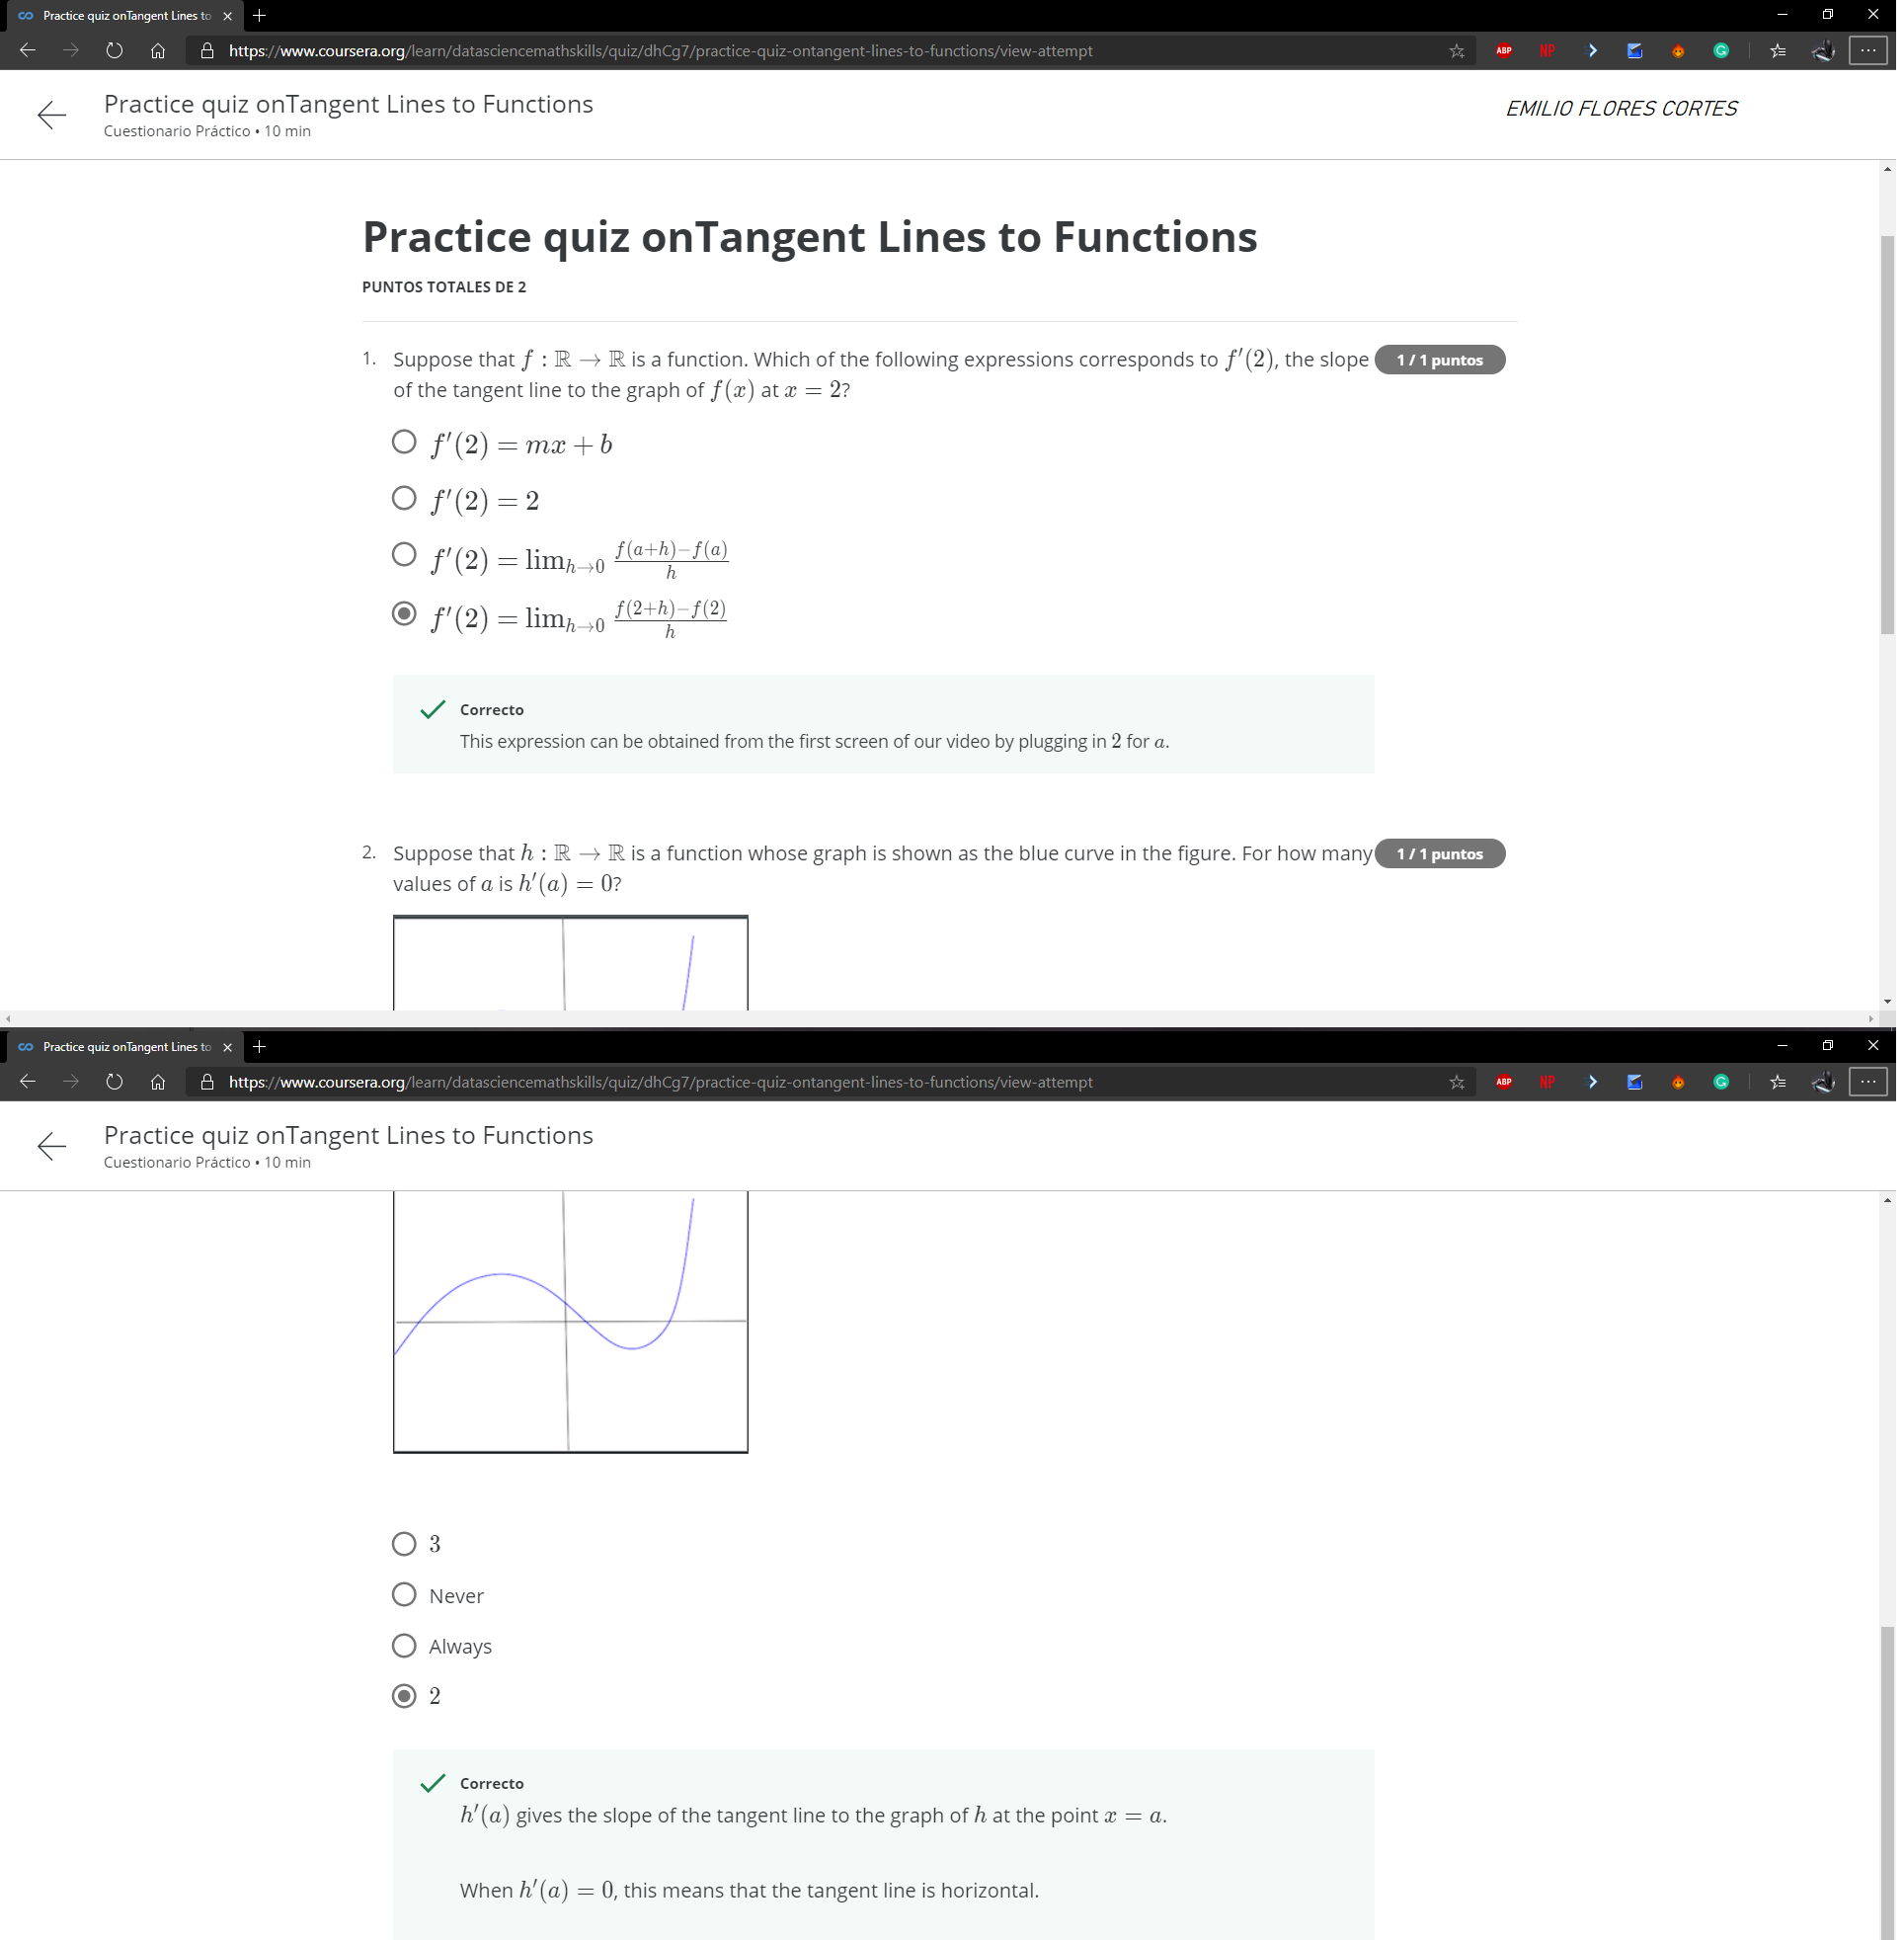 Practice quiz onTangent Lines to
https://www.coursera.org/learn/datasciencemathskills/quiz/dhCg7/practice-quiz-ontangent-lines-to-functions/view-attempt
ABP NP G
Practice quiz onTangent Lines to Functions
Cuestionario Práctico • 10 min
EMILIO FLORES CORTES
Practice quiz onTangent Lines to Functions
PUNTOS TOTALES DE 2
1. Suppose that f : ℝ → ℝ is a function. Which of the following expressions corresponds to f′(2), the slope 1 / 1 puntos
of the tangent line to the graph of f(x) at x = 2?
f′(2) = mx + b
f′(2) = 2
f′(2) = lim_{h→0} \frac{f(a+h)−f(a)}{h}
f′(2) = lim_{h→0} \frac{f(2+h)−f(2)}{h}
Correcto
This expression can be obtained from the first screen of our video by plugging in 2 for a.
2. Suppose that h : ℝ → ℝ is a function whose graph is shown as the blue curve in the figure. For how many 1 / 1 puntos
values of a is h′(a) = 0?
Practice quiz onTangent Lines to
https://www.coursera.org/learn/datasciencemathskills/quiz/dhCg7/practice-quiz-ontangent-lines-to-functions/view-attempt
ABP NP G
Practice quiz onTangent Lines to Functions
Cuestionario Práctico • 10 min
3
Never
Always
2
Correcto
h′(a) gives the slope of the tangent line to the graph of h at the point x = a.
When h′(a) = 0, this means that the tangent line is horizontal.